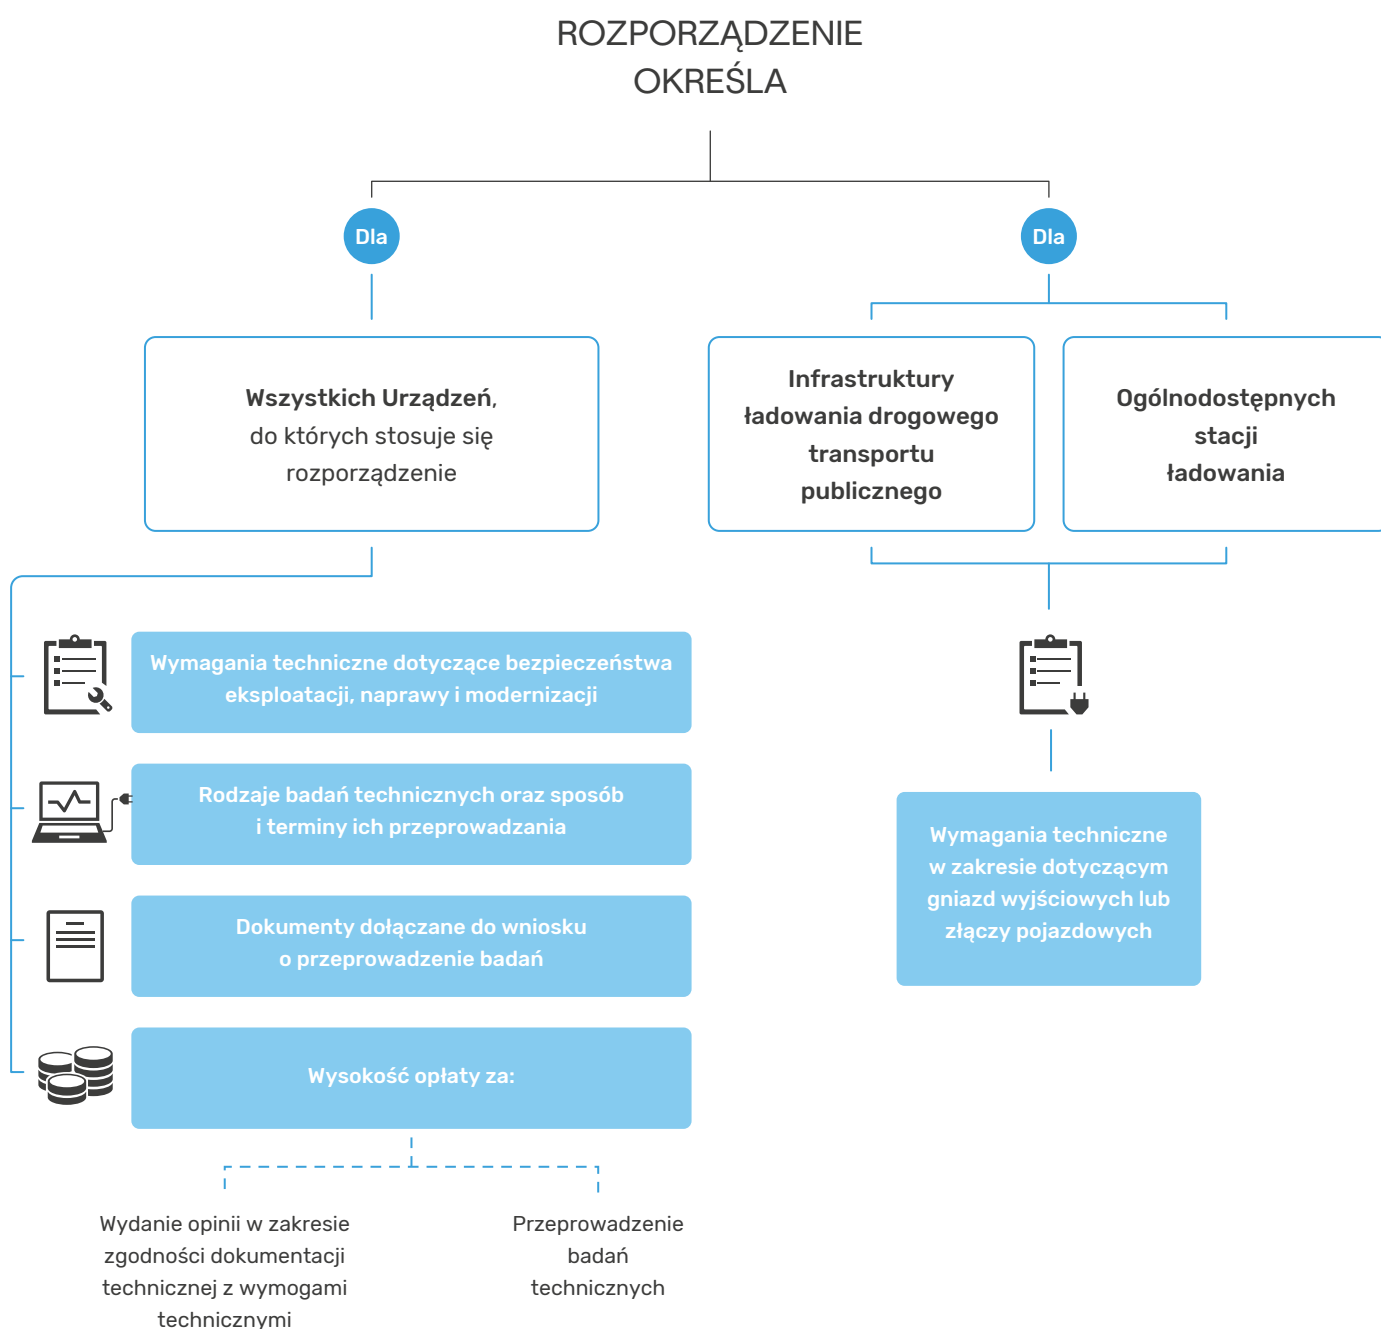 ROZPORZĄDZENIE
OKREŚLA
Dla
Dla
Wszystkich Urządzeń,
do których stosuje się
rozporządzenie
Infrastruktury
ładowania drogowego
transportu
publicznego
Ogólnodostępnych
stacji
ładowania
Wymagania techniczne dotyczące bezpieczeństwa
eksploatacji, naprawy i modernizacji
Rodzaje badań technicznych oraz sposób
i terminy ich przeprowadzania
Dokumenty dołączane do wniosku
o przeprowadzenie badań
Wysokość opłaty za:
Wymagania techniczne
w zakresie dotyczącym
gniazd wyjściowych lub
złączy pojazdowych
Wydanie opinii w zakresie
zgodności dokumentacji
technicznej z wymogami
technicznymi
Przeprowadzenie
badań
technicznych